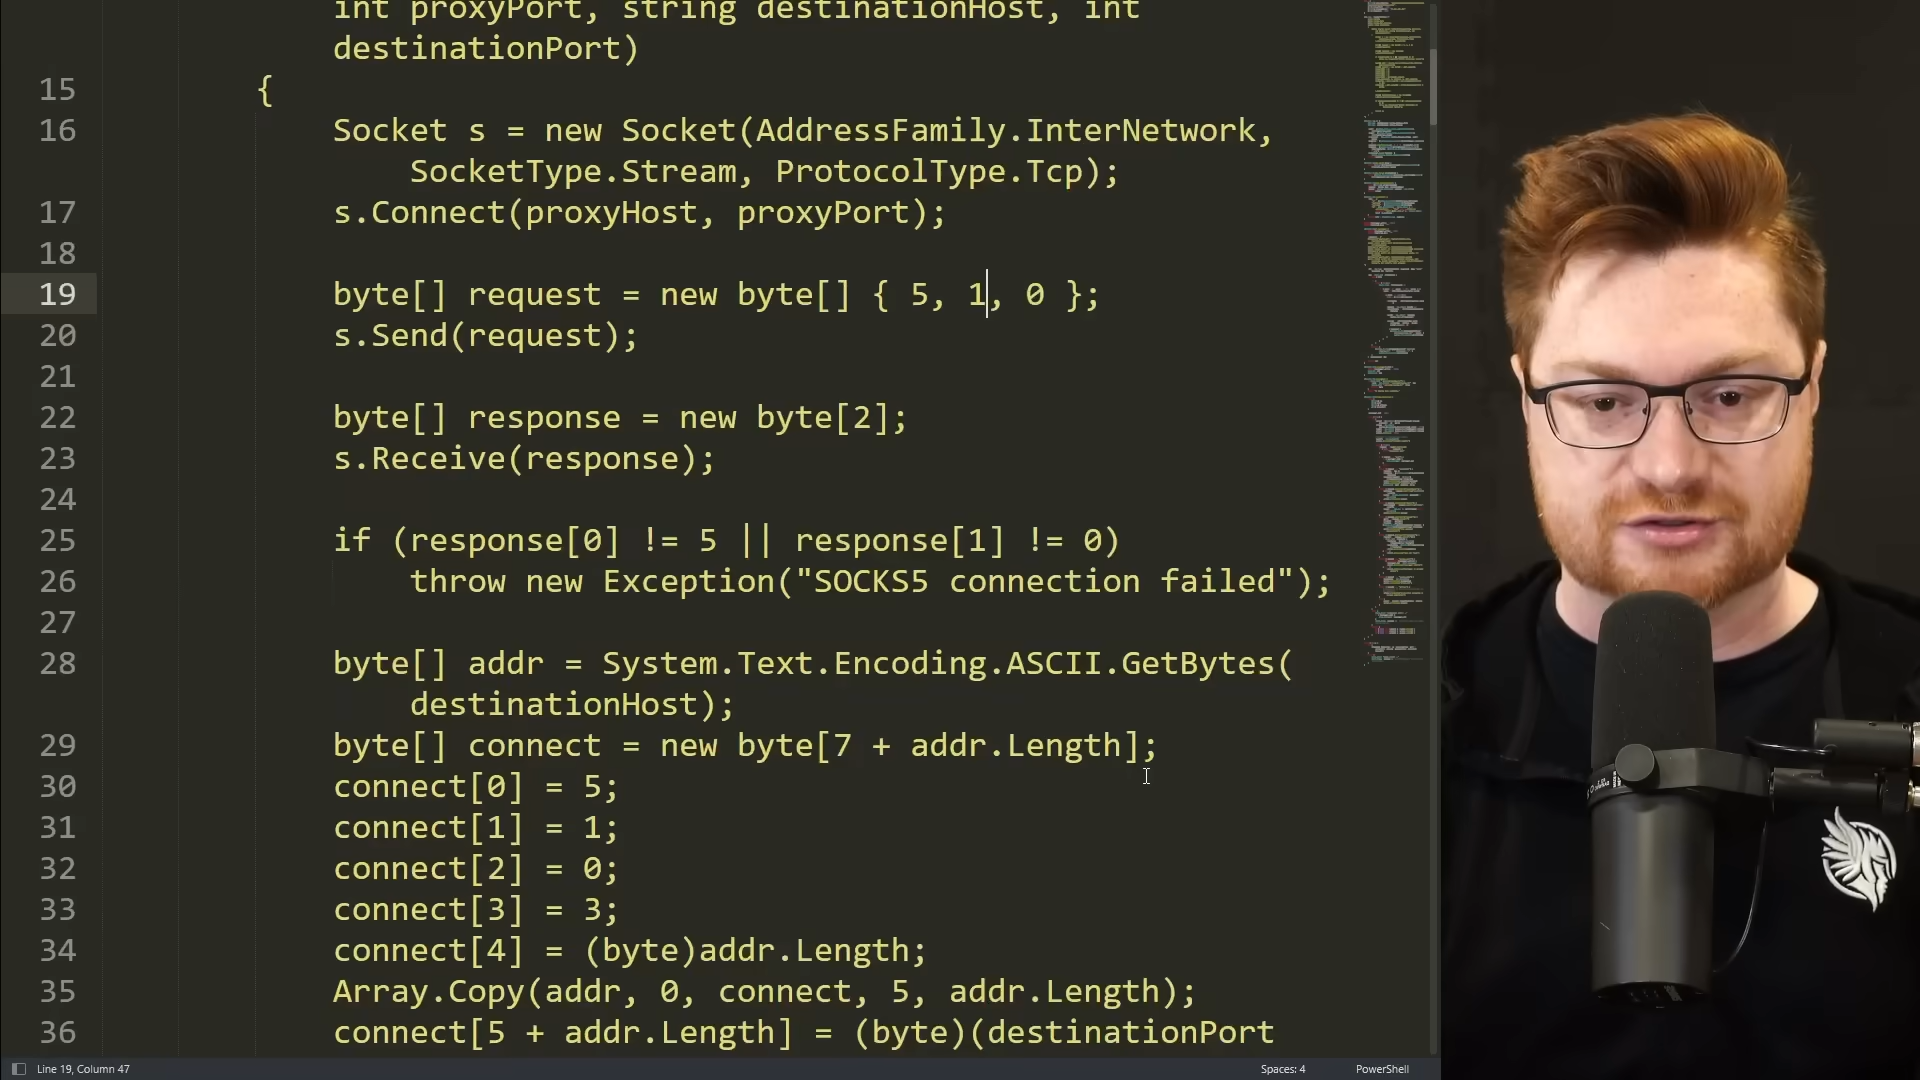 int proxyPort, string destinationHost, int
destinationPort)
15 {
16 Socket s = new Socket(AddressFamily.InterNetwork,
SocketType.Stream, ProtocolType.Tcp);
17 s.Connect(proxyHost, proxyPort);
18
19 byte[] request = new byte[] { 5, 1, 0 };
20 s.Send(request);
21
22 byte[] response = new byte[2];
23 s.Receive(response);
24
25 if (response[0] != 5 || response[1] != 0)
26 throw new Exception("SOCKS5 connection failed");
27
28 byte[] addr = System.Text.Encoding.ASCII.GetBytes(
destinationHost);
29 byte[] connect = new byte[7 + addr.Length];
30 connect[0] = 5;
31 connect[1] = 1;
32 connect[2] = 0;
33 connect[3] = 3;
34 connect[4] = (byte)addr.Length;
35 Array.Copy(addr, 0, connect, 5, addr.Length);
36 connect[5 + addr.Length] = (byte)(destinationPort
Line 19, Column 47
Spaces: 4
PowerShell